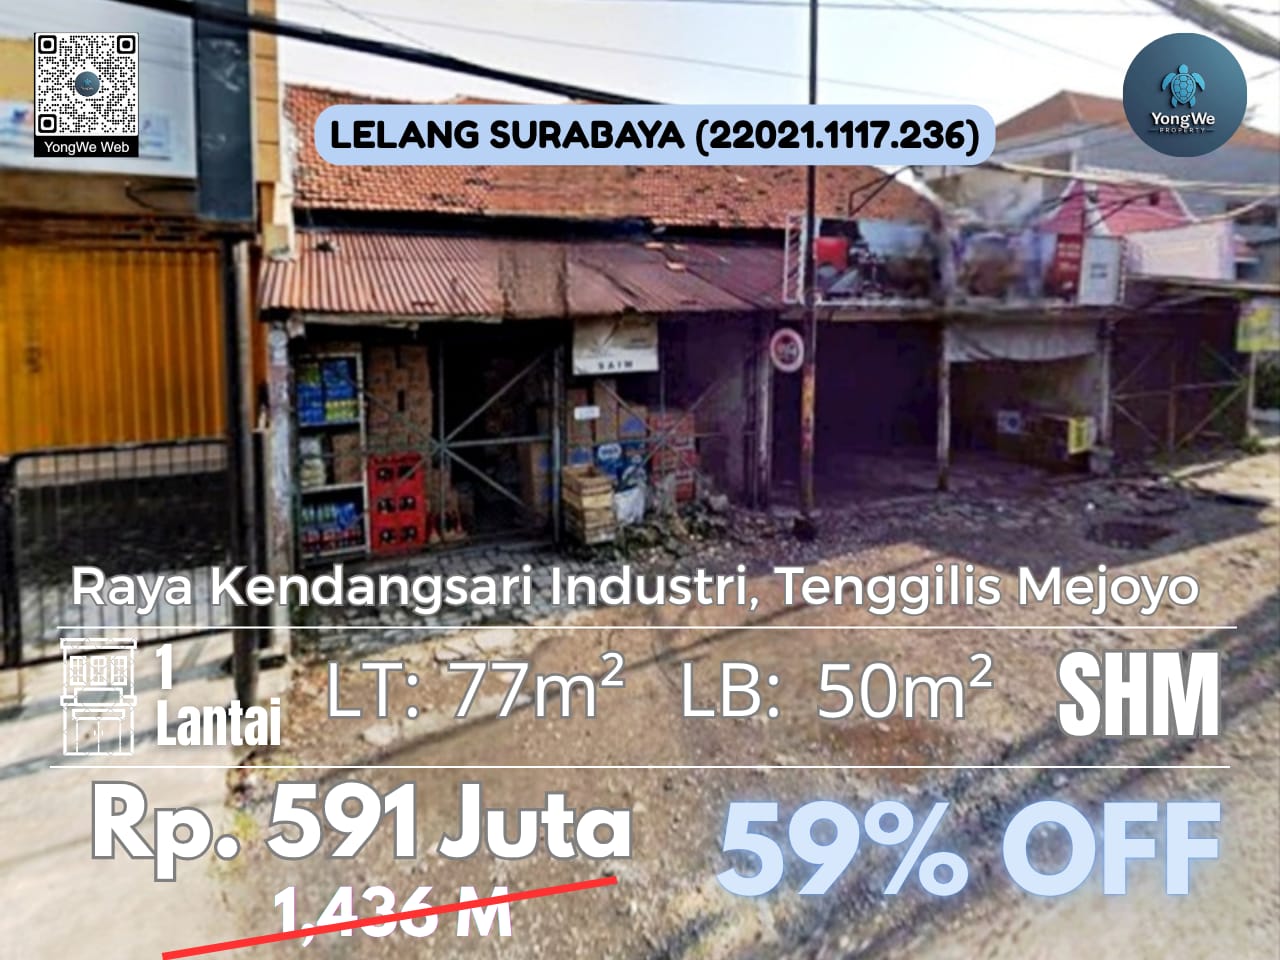 YongWe Web
LELANG SURABAYA (22021.1117.236)
YongWe
PROPERTY
SAIM
Raya Kendangsari Industri, Tenggilis Mejoyo
1
Lantai
LT: 77m²
LB: 50m²
SHM
Rp. 591 Juta
1,436 M
59% OFF